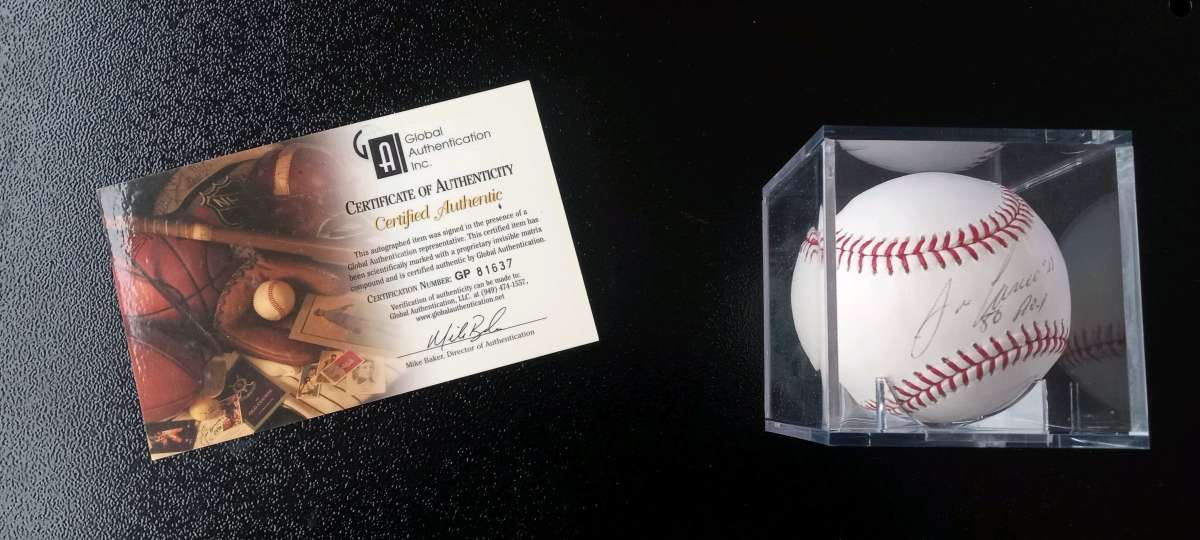 GAI
Global
Authentication
Inc.
CERTIFICATE OF AUTHENTICITY
Certified Authentic
This autographed item was signed in the presence of a
Global Authentication representative. This certified item has
been scientifically marked with a proprietary invisible matrix
compound and is certified authentic by Global Authentication.
CERTIFICATION NUMBER: GP 81637
Verification of authenticity can be made to:
Global Authentication, LLC. at (949) 474-1557,
www.globalauthentication.net
Mike Baker
Mike Baker, Director of Authentication